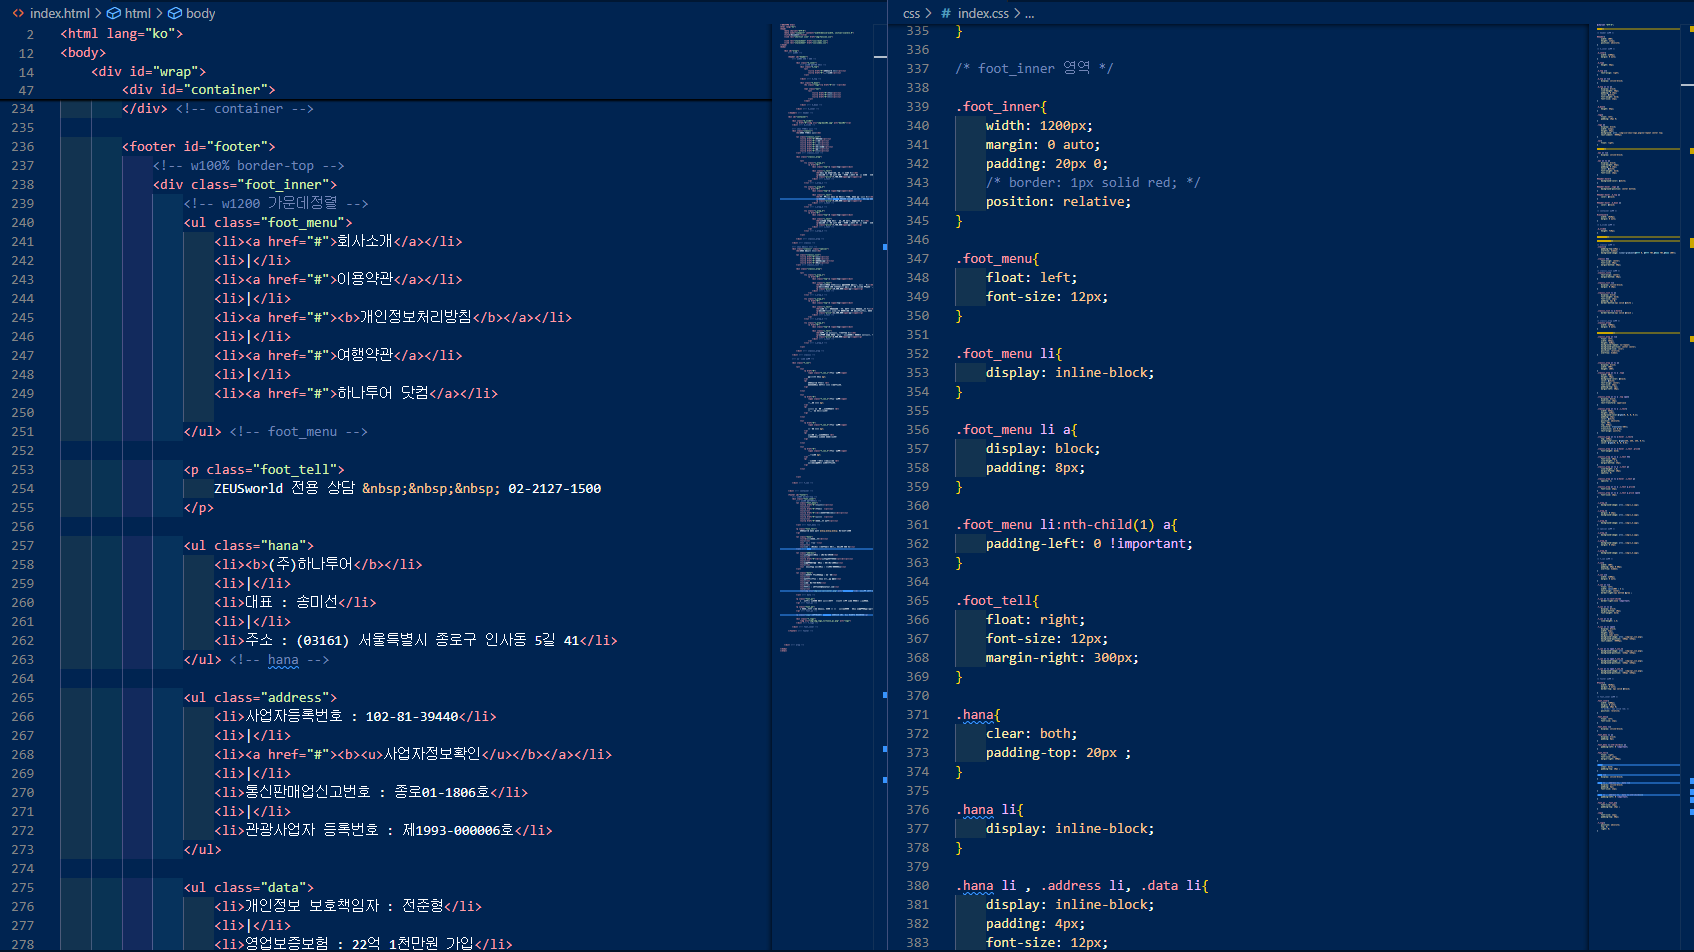 index.html > html > body
2 <html lang="ko">
12 <body>
14 <div id="wrap">
47 <div id="container">
234 </div> <!-- container -->
235
236 <footer id="footer">
237 <!-- w100% border-top -->
238 <div class="foot_inner">
239 <!-- w1200 가운데정렬 -->
240 <ul class="foot_menu">
241 <li><a href="#">회사소개</a></li>
242 <li>|</li>
243 <li><a href="#">이용약관</a></li>
244 <li>|</li>
245 <li><a href="#"><b>개인정보처리방침</b></a></li>
246 <li>|</li>
247 <li><a href="#">여행약관</a></li>
248 <li>|</li>
249 <li><a href="#">하나투어 닷컴</a></li>
250
251 </ul> <!-- foot_menu -->
252
253 <p class="foot_tell">
254 ZEUSworld 전용 상담 &nbsp;&nbsp;&nbsp; 02-2127-1500
255 </p>
256
257 <ul class="hana">
258 <li><b>(주)하나투어</b></li>
259 <li>|</li>
260 <li>대표 : 송미선</li>
261 <li>|</li>
262 <li>주소 : (03161) 서울특별시 종로구 인사동 5길 41</li>
263 </ul> <!-- hana -->
264
265 <ul class="address">
266 <li>사업자등록번호 : 102-81-39440</li>
267 <li>|</li>
268 <li><a href="#"><b><u>사업자정보확인</u></b></a></li>
269 <li>|</li>
270 <li>통신판매업신고번호 : 종로01-1806호</li>
271 <li>|</li>
272 <li>관광사업자 등록번호 : 제1993-000006호</li>
273 </ul>
274
275 <ul class="data">
276 <li>개인정보 보호책임자 : 전준형</li>
277 <li>|</li>
278 <li>영업보증보험 : 22억 1천만원 가입</li>
css > # index.css > ...
335 }
336
337 /* foot_inner 영역 */
338
339 .foot_inner{
340 width: 1200px;
341 margin: 0 auto;
342 padding: 20px 0;
343 /* border: 1px solid red; */
344 position: relative;
345 }
346
347 .foot_menu{
348 float: left;
349 font-size: 12px;
350 }
351
352 .foot_menu li{
353 display: inline-block;
354 }
355
356 .foot_menu li a{
357 display: block;
358 padding: 8px;
359 }
360
361 .foot_menu li:nth-child(1) a{
362 padding-left: 0 !important;
363 }
364
365 .foot_tell{
366 float: right;
367 font-size: 12px;
368 margin-right: 300px;
369 }
370
371 .hana{
372 clear: both;
373 padding-top: 20px ;
374 }
375
376 .hana li{
377 display: inline-block;
378 }
379
380 .hana li , .address li, .data li{
381 display: inline-block;
382 padding: 4px;
383 font-size: 12px;